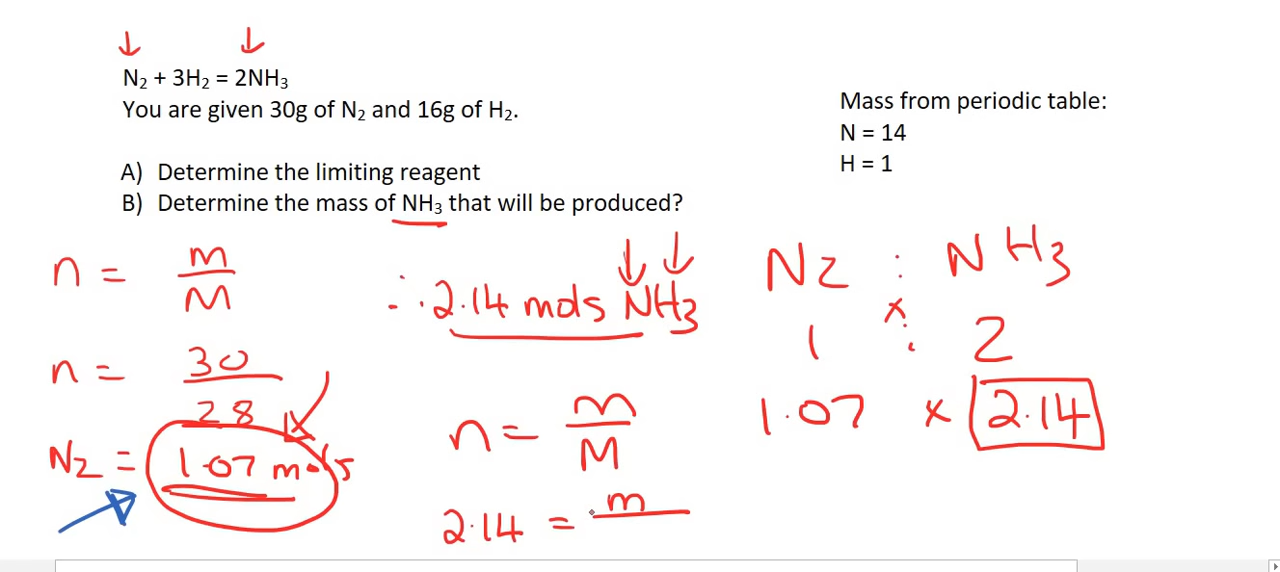 N₂ + 3H₂ = 2NH₃
You are given 30g of N₂ and 16g of H₂.
A) Determine the limiting reagent
B) Determine the mass of NH₃ that will be produced?
Mass from periodic table:
N = 14
H = 1
n = m/M
n = 30/28
N₂ = 1.07 mols
∴ 2.14 mols NH₃
n = m/M
2.14 = m
N₂ : NH₃
x
1 : 2
1.07 x 2.14